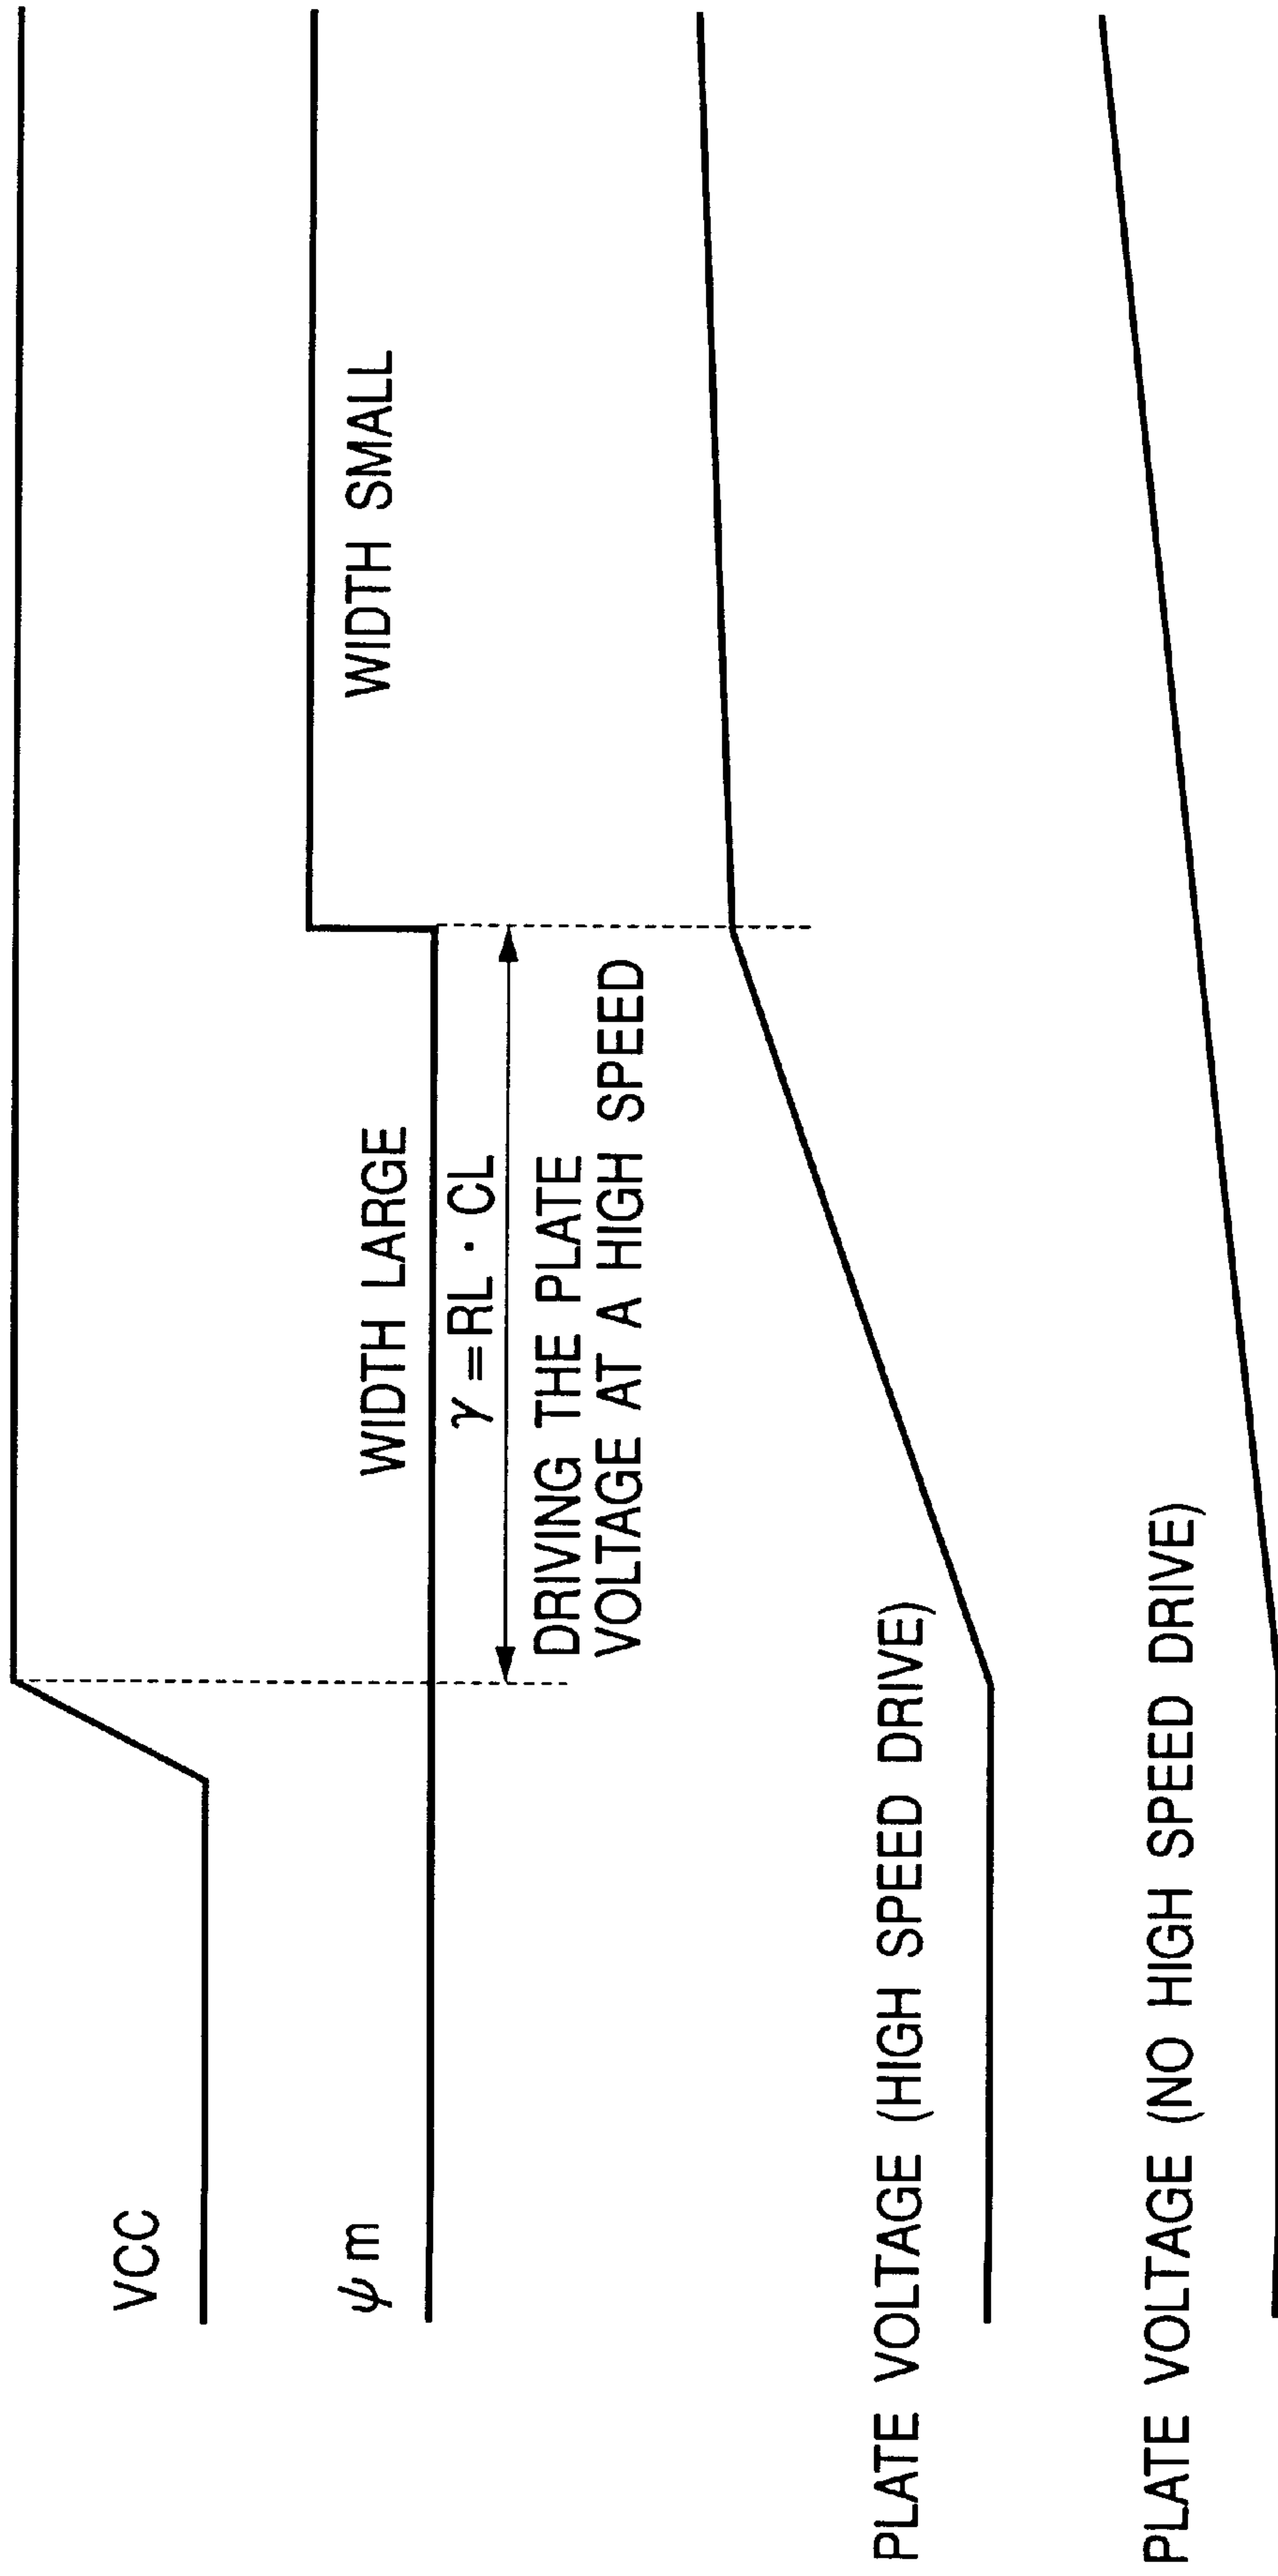 VCC
ψm
WIDTH LARGE
WIDTH SMALL
γ=RL・CL
DRIVING THE PLATE
VOLTAGE AT A HIGH SPEED
PLATE VOLTAGE (HIGH SPEED DRIVE)
PLATE VOLTAGE (NO HIGH SPEED DRIVE)